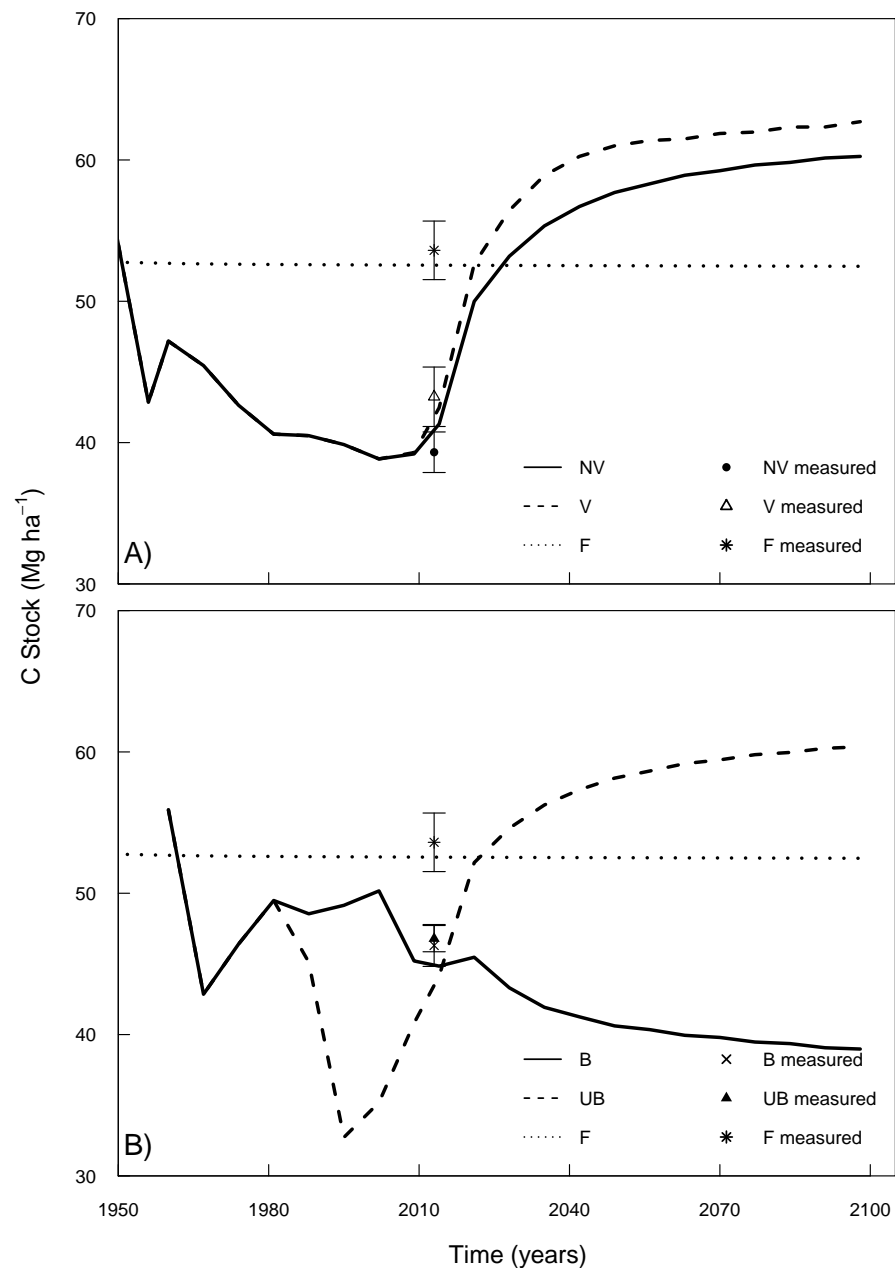 70
60
50
40
30
NV
NV measured
V
V measured
F
F measured
A)
C Stock (Mg ha⁻¹)
70
60
50
40
30
B
B measured
UB
UB measured
F
F measured
B)
1950 1980 2010 2040 2070 2100
Time (years)